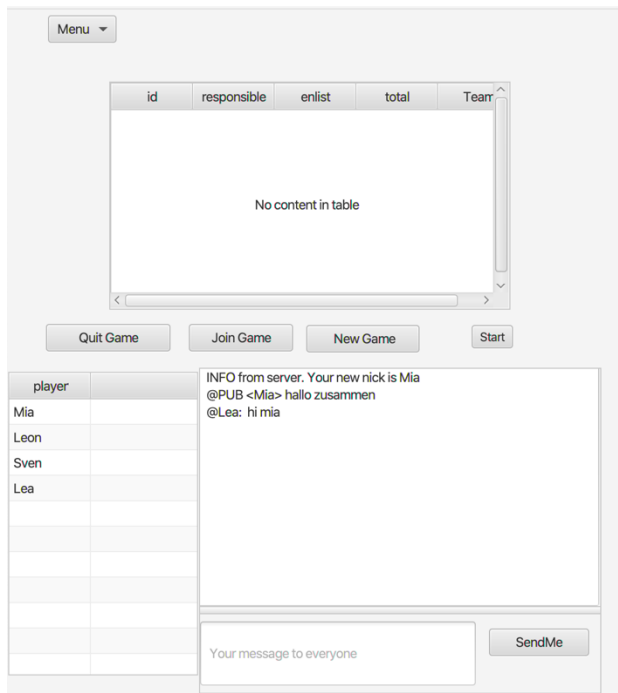 Menu
id responsible enlist total Team
No content in table
Quit Game Join Game New Game Start
player
Mia
Leon
Sven
Lea
INFO from server. Your new nick is Mia
@PUB <Mia> hallo zusammen
@Lea: hi mia
Your message to everyone
SendMe